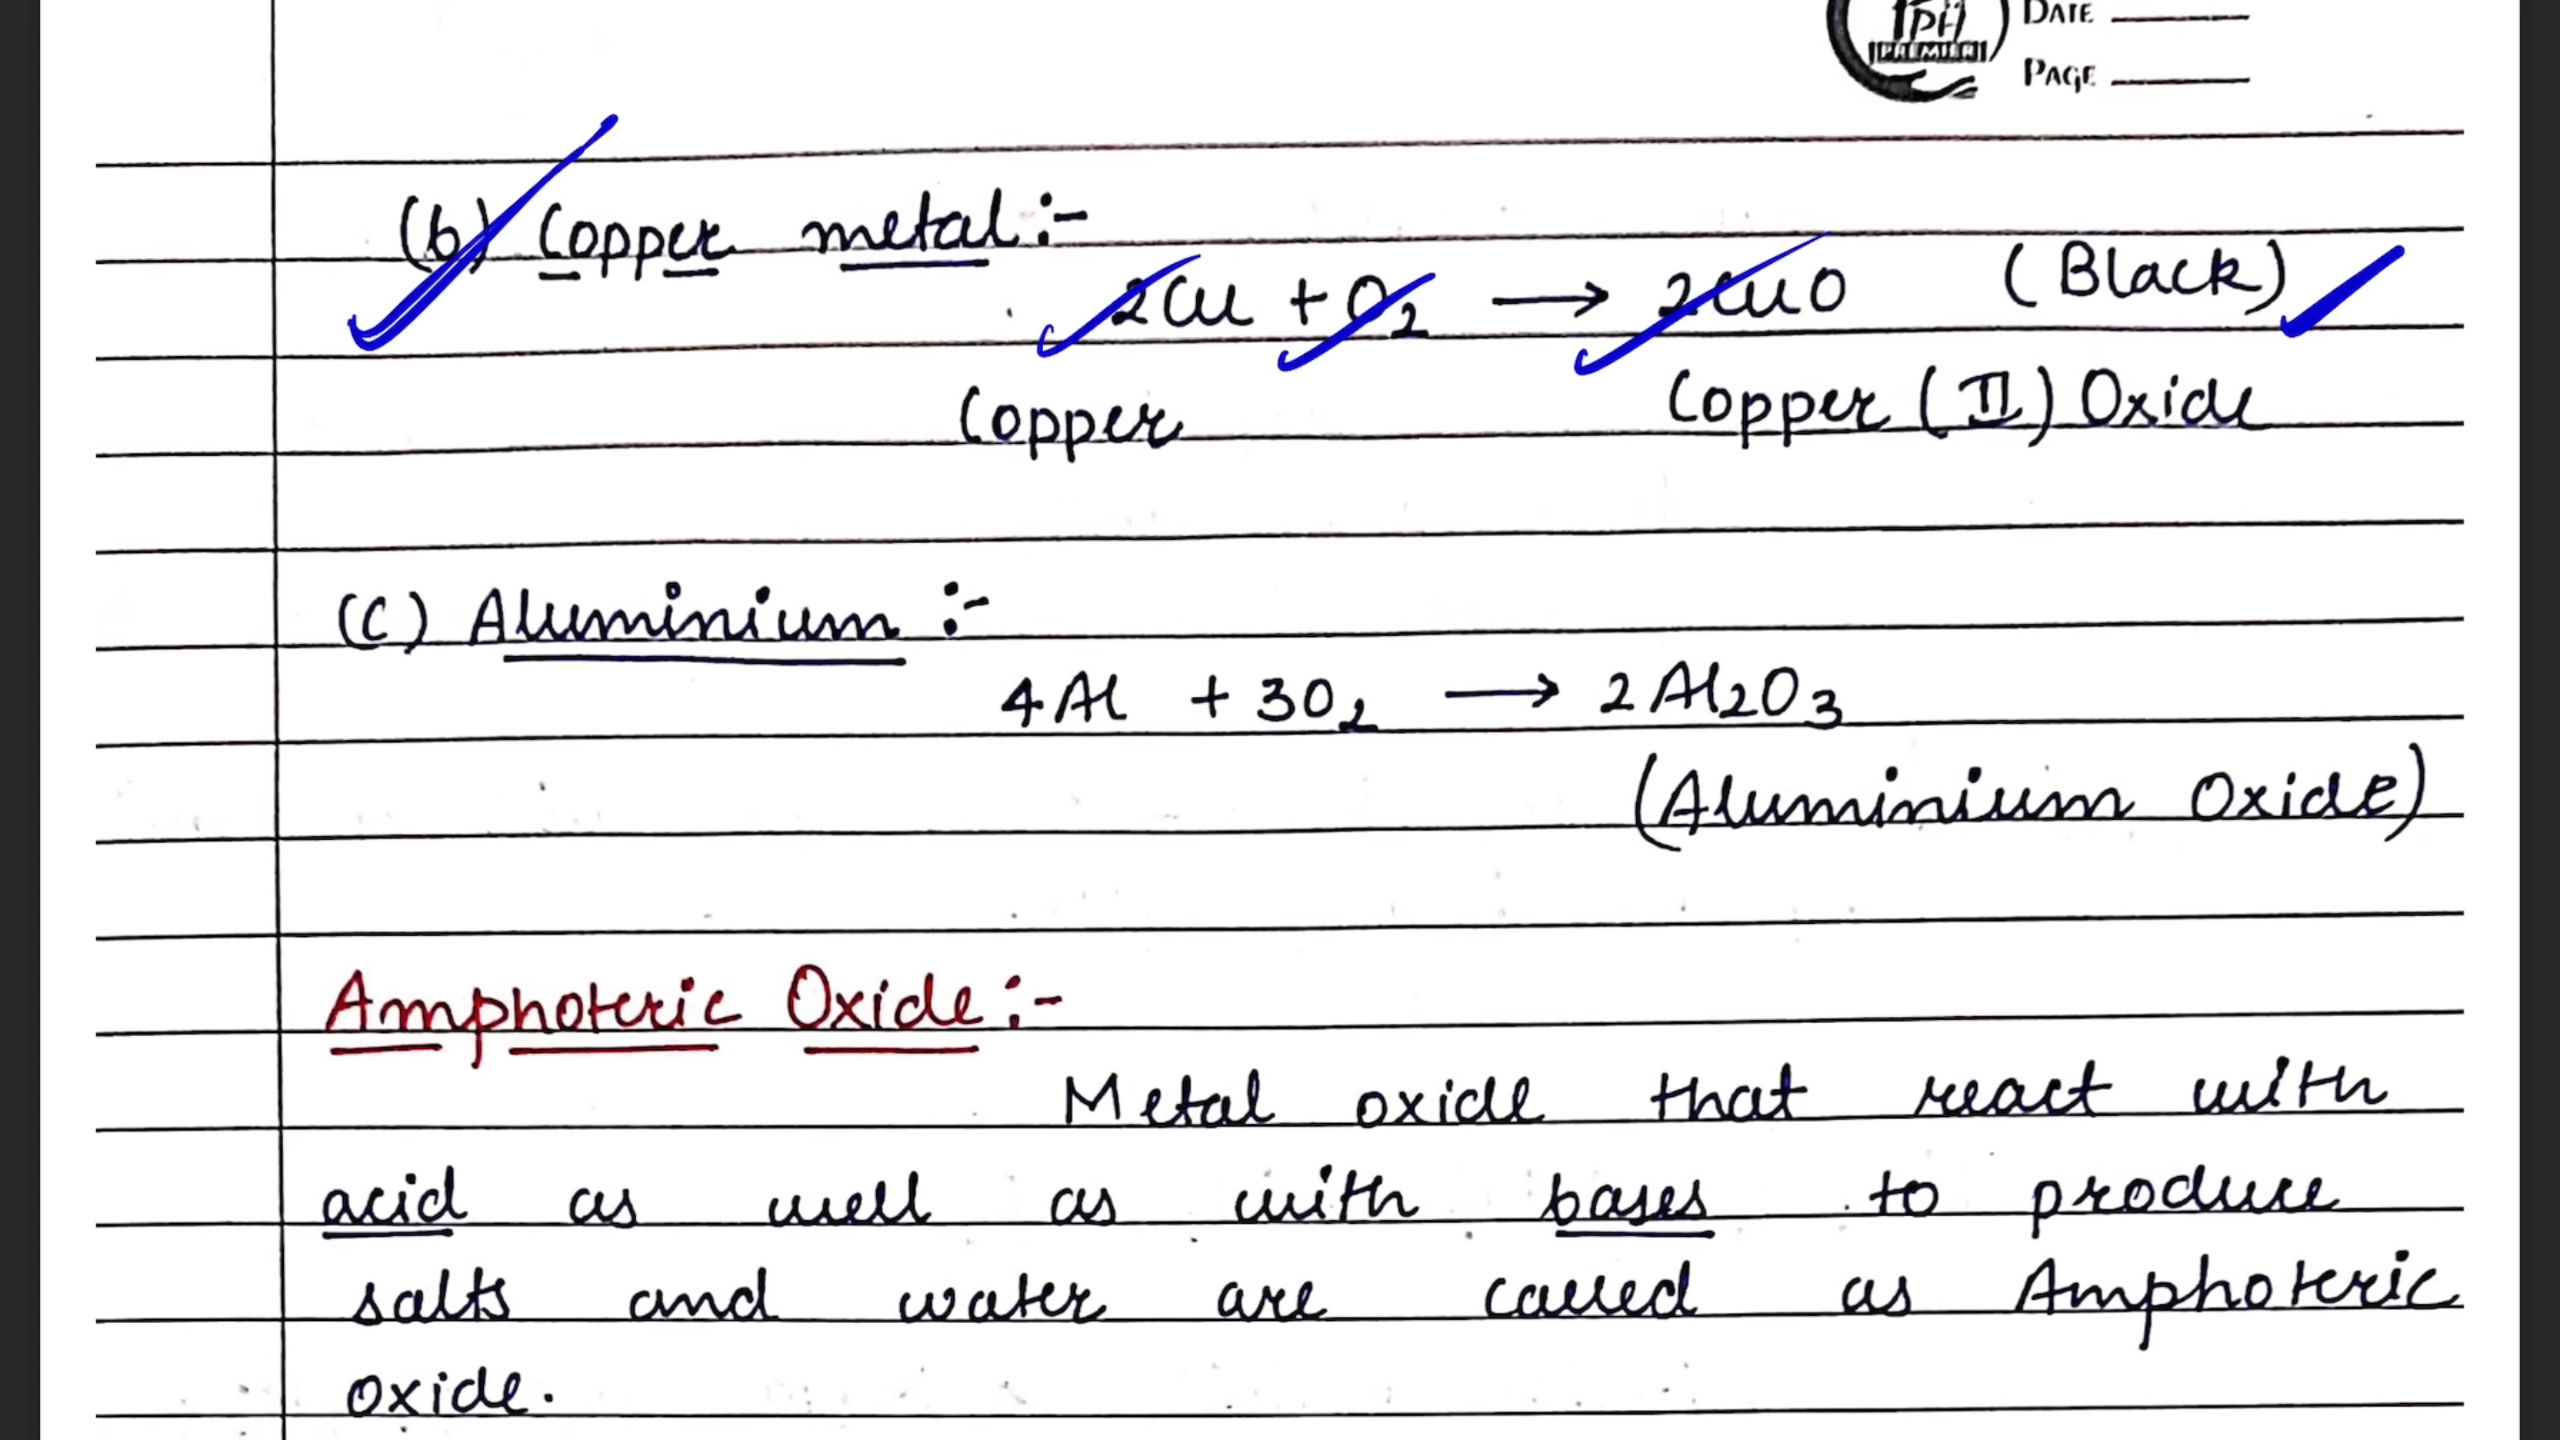 DATE
PAGE
PREMIER
(b) Copper metal :-
2Cu + O₂ → 2CuO (Black)
Copper Copper (II) Oxide
(C) Aluminium :-
4Al + 3O₂ → 2Al₂O₃
(Aluminium Oxide)
Amphoteric Oxide :-
Metal oxide that react with
acid as well as with bases to produce
salts and water are called as Amphoteric
oxide.